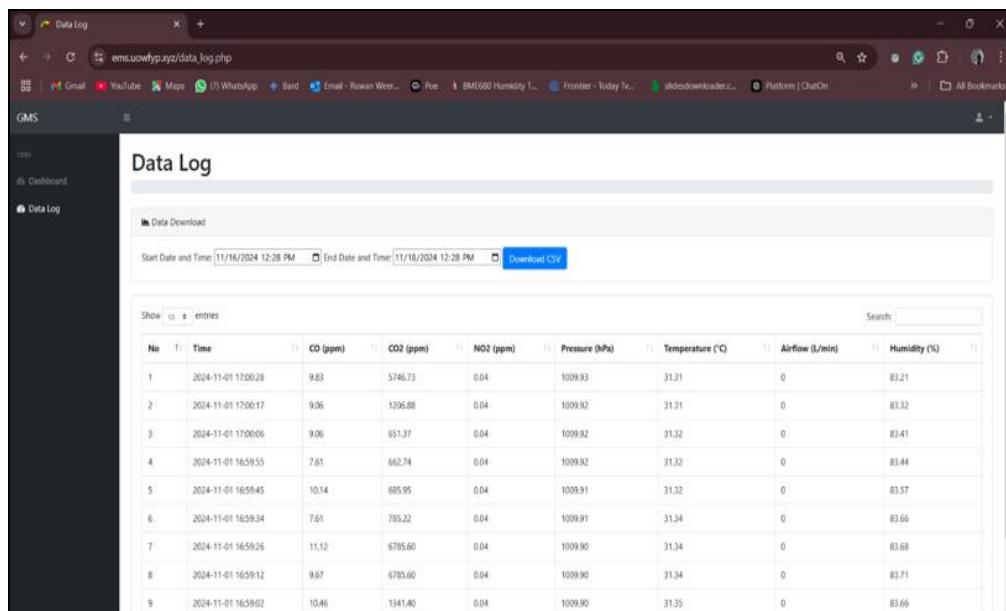 Data Log
ems.uowfyp.xyz/data_log.php
Gmail YouTube Maps (7) WhatsApp Bard Email - Ruwan Weer... Poe BME680 Humidity T... Frontier - Today Te... slidesdownloader.c... Platform | ChatOn » All Bookmarks
GMS
Dashboard
Data Log
Data Log
Data Download
Start Date and Time: 11/16/2024 12:28 PM End Date and Time: 11/18/2024 12:28 PM Download CSV
Show 10 entries Search:
No Time CO (ppm) CO2 (ppm) NO2 (ppm) Pressure (hPa) Temperature (°C) Airflow (L/min) Humidity (%)
1 2024-11-01 17:00:28 9.83 5746.73 0.04 1009.93 31.31 0 83.21
2 2024-11-01 17:00:17 9.06 1206.88 0.04 1009.92 31.31 0 83.32
3 2024-11-01 17:00:06 9.06 651.37 0.04 1009.92 31.32 0 83.41
4 2024-11-01 16:59:55 7.61 662.74 0.04 1009.92 31.32 0 83.44
5 2024-11-01 16:59:45 10.14 685.95 0.04 1009.91 31.32 0 83.57
6 2024-11-01 16:59:34 7.61 785.22 0.04 1009.91 31.34 0 83.66
7 2024-11-01 16:59:26 11.12 6785.60 0.04 1009.90 31.34 0 83.68
8 2024-11-01 16:59:12 9.67 6785.60 0.04 1009.90 31.34 0 83.71
9 2024-11-01 16:59:02 10.46 1341.40 0.04 1009.90 31.35 0 83.66